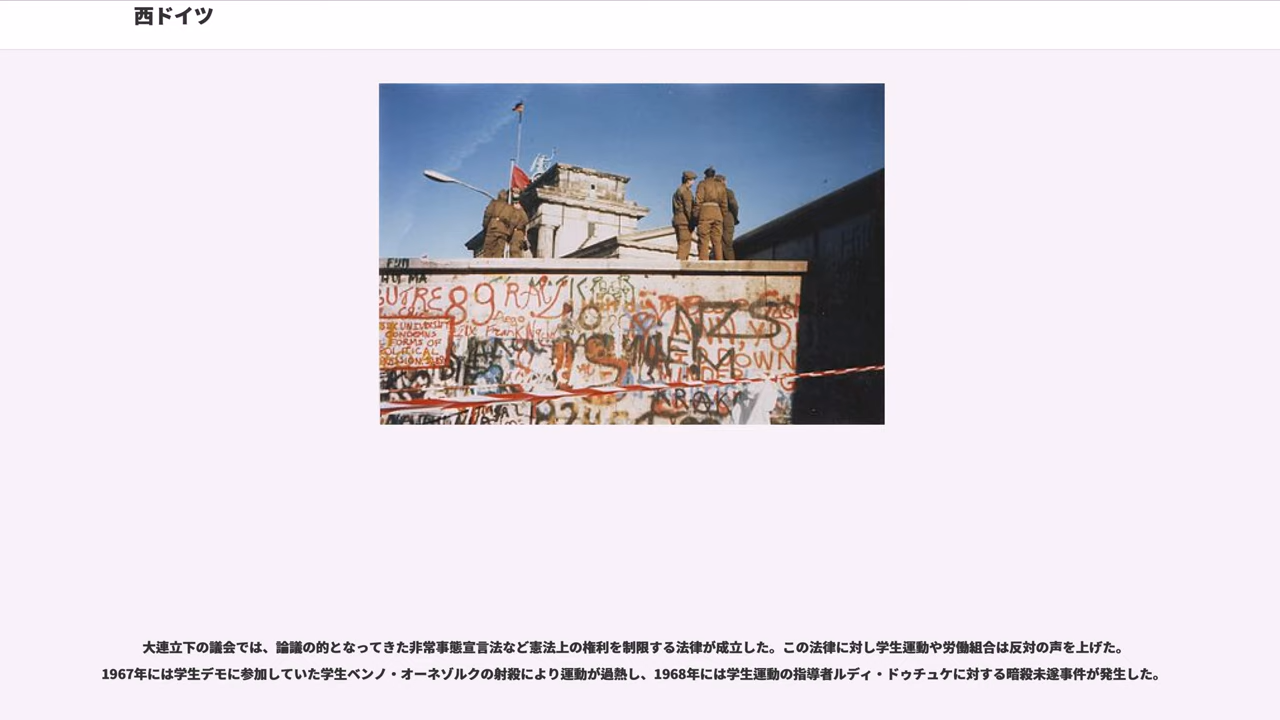 西ドイツ
89
DOWN
大連立下の議会では、論議の的となってきた非常事態宣言法など憲法上の権利を制限する法律が成立した。この法律に対し学生運動や労働組合は反対の声を上げた。
1967年には学生デモに参加していた学生ベンノ・オーネゾルクの射殺により運動が過熱し、1968年には学生運動の指導者ルディ・ドゥチュケに対する暗殺未遂事件が発生した。